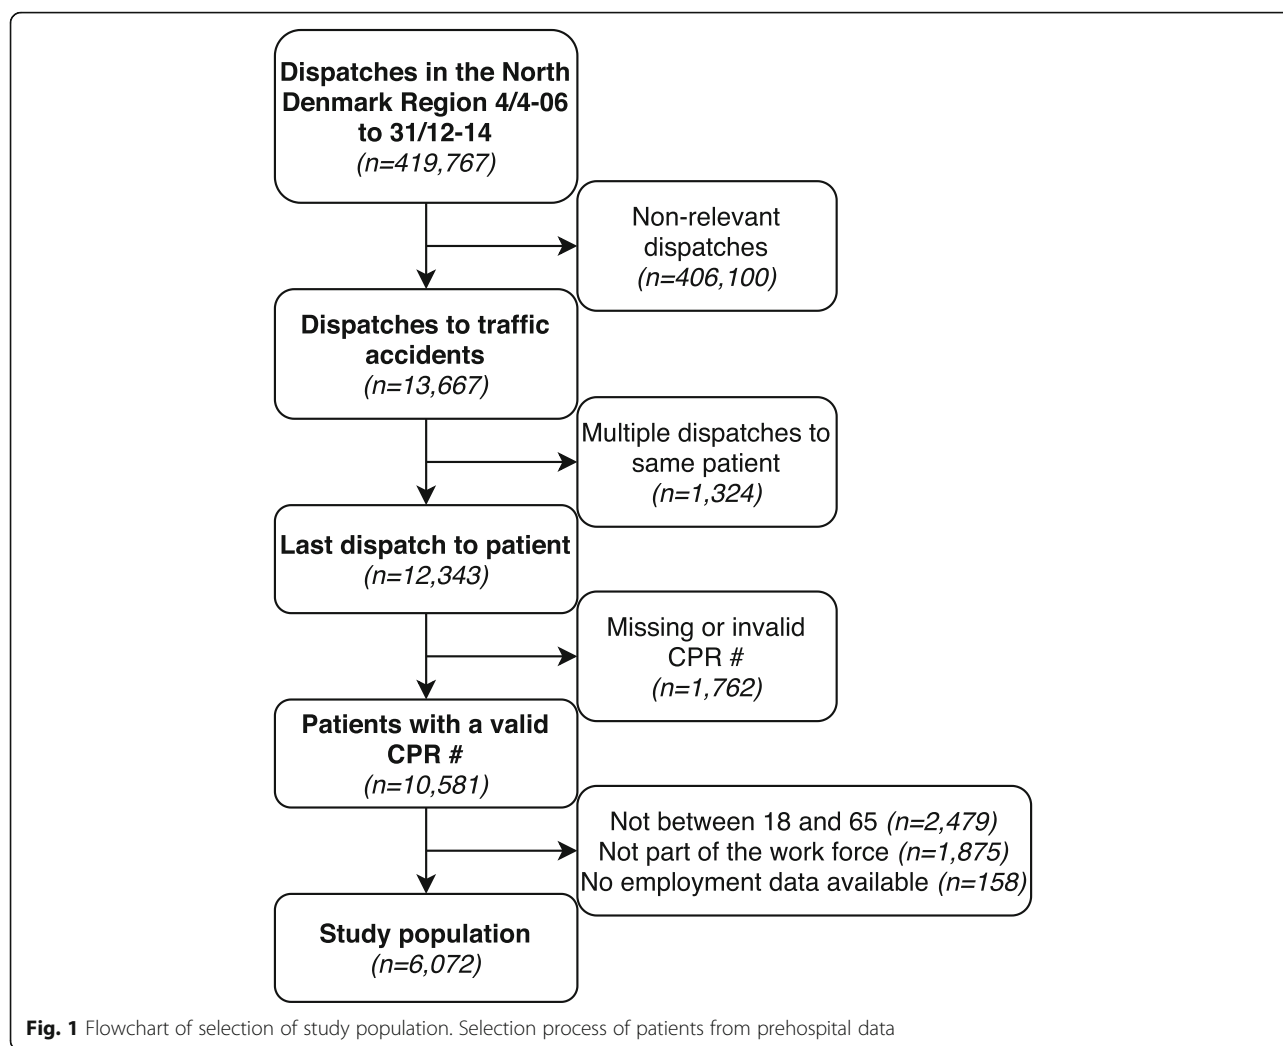 Dispatches in the North
Denmark Region 4/4-06
to 31/12-14
(n=419,767)
Non-relevant
dispatches
(n=406,100)
Dispatches to traffic
accidents
(n=13,667)
Multiple dispatches to
same patient
(n=1,324)
Last dispatch to patient
(n=12,343)
Missing or invalid
CPR #
(n=1,762)
Patients with a valid
CPR #
(n=10,581)
Not between 18 and 65 (n=2,479)
Not part of the work force (n=1,875)
No employment data available (n=158)
Study population
(n=6,072)
Fig. 1 Flowchart of selection of study population. Selection process of patients from prehospital data